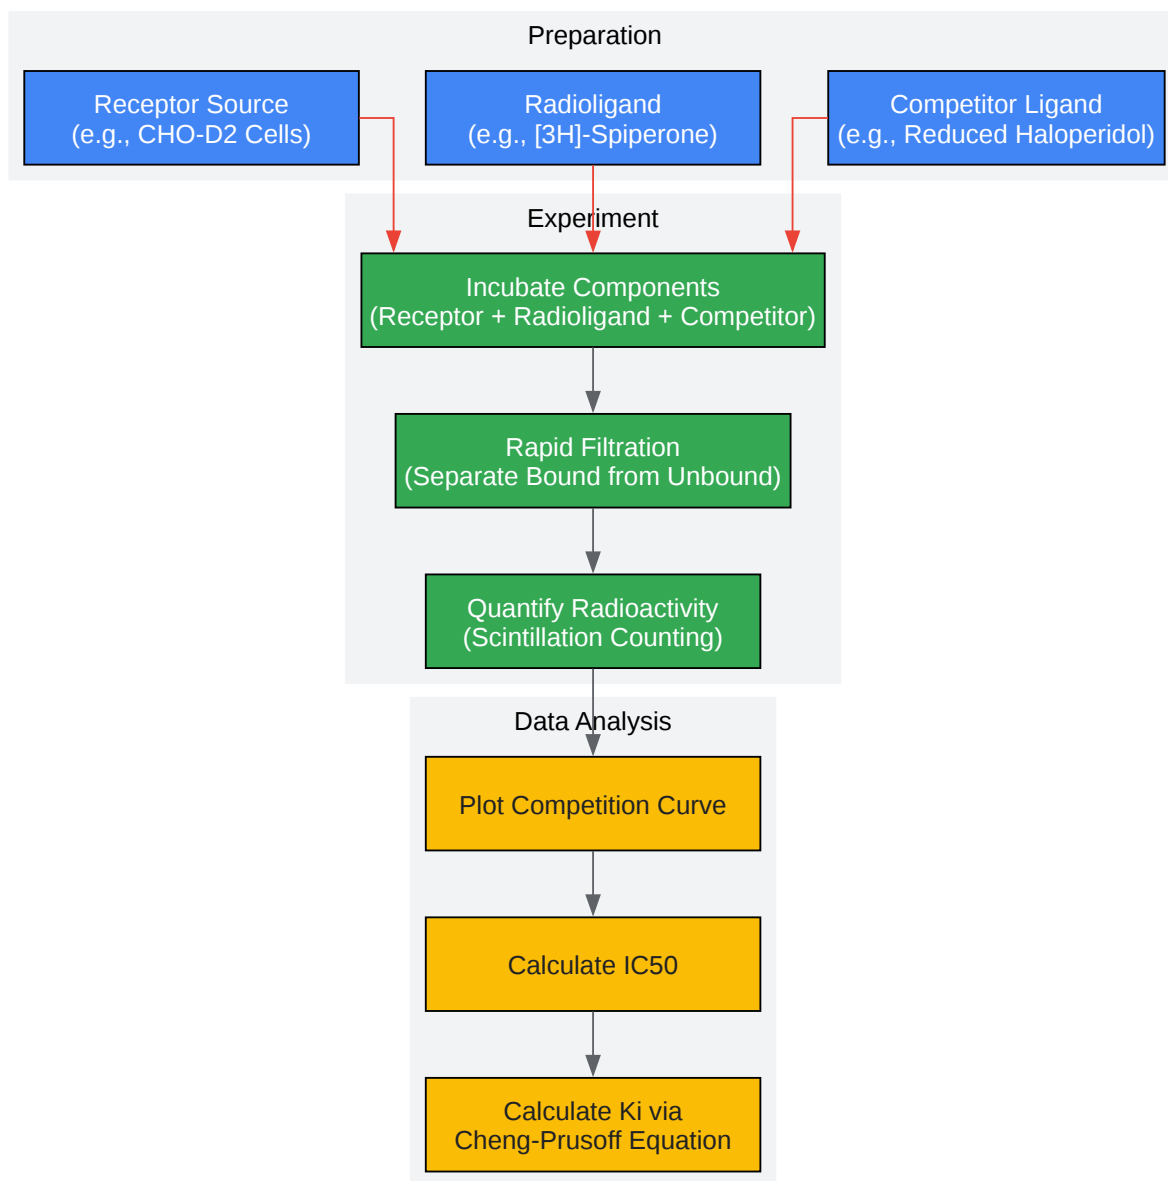 Preparation
Receptor Source
(e.g., CHO-D2 Cells)
Radioligand
(e.g., [3H]-Spiperone)
Competitor Ligand
(e.g., Reduced Haloperidol)
Experiment
Incubate Components
(Receptor + Radioligand + Competitor)
Rapid Filtration
(Separate Bound from Unbound)
Quantify Radioactivity
(Scintillation Counting)
Data Analysis
Plot Competition Curve
Calculate IC50
Calculate Ki via
Cheng-Prusoff Equation